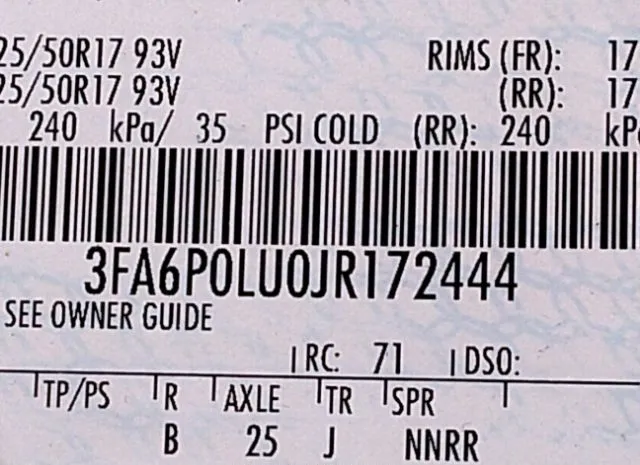 25/50R17 93V RIMS (FR): 17
25/50R17 93V (RR): 17
240 kPa/ 35 PSI COLD (RR): 240 kPa
3FA6P0LU0JR172444
SEE OWNER GUIDE
RC: 71 DSO:
TP/PS R AXLE TR SPR
B 25 J NNRR